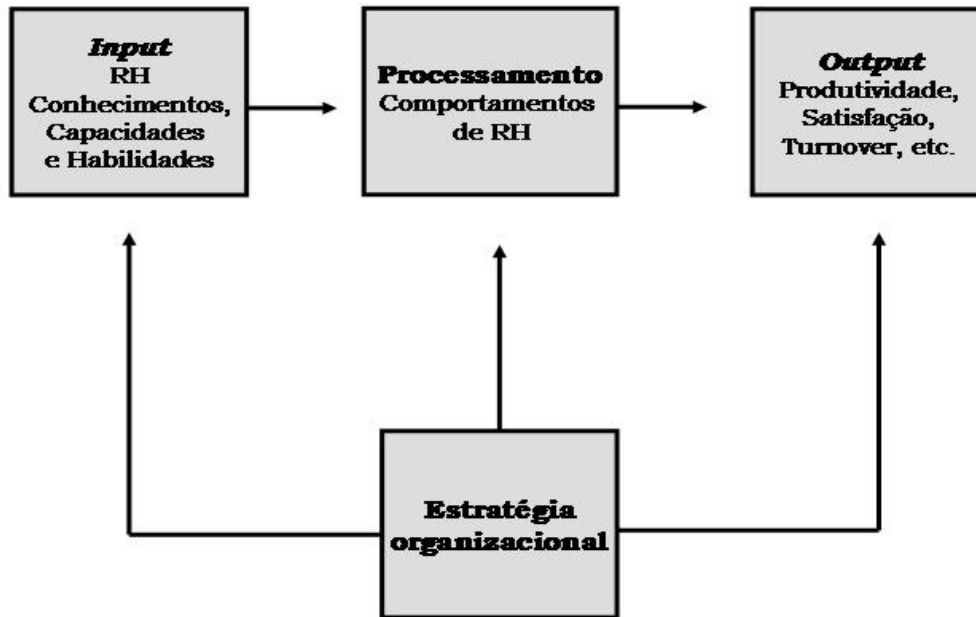 Input
RH
Conhecimentos,
Capacidades
e Habilidades
Processamento
Comportamentos
de RH
Output
Produtividade,
Satisfação,
Turnover, etc.
Estratégia
organizacional